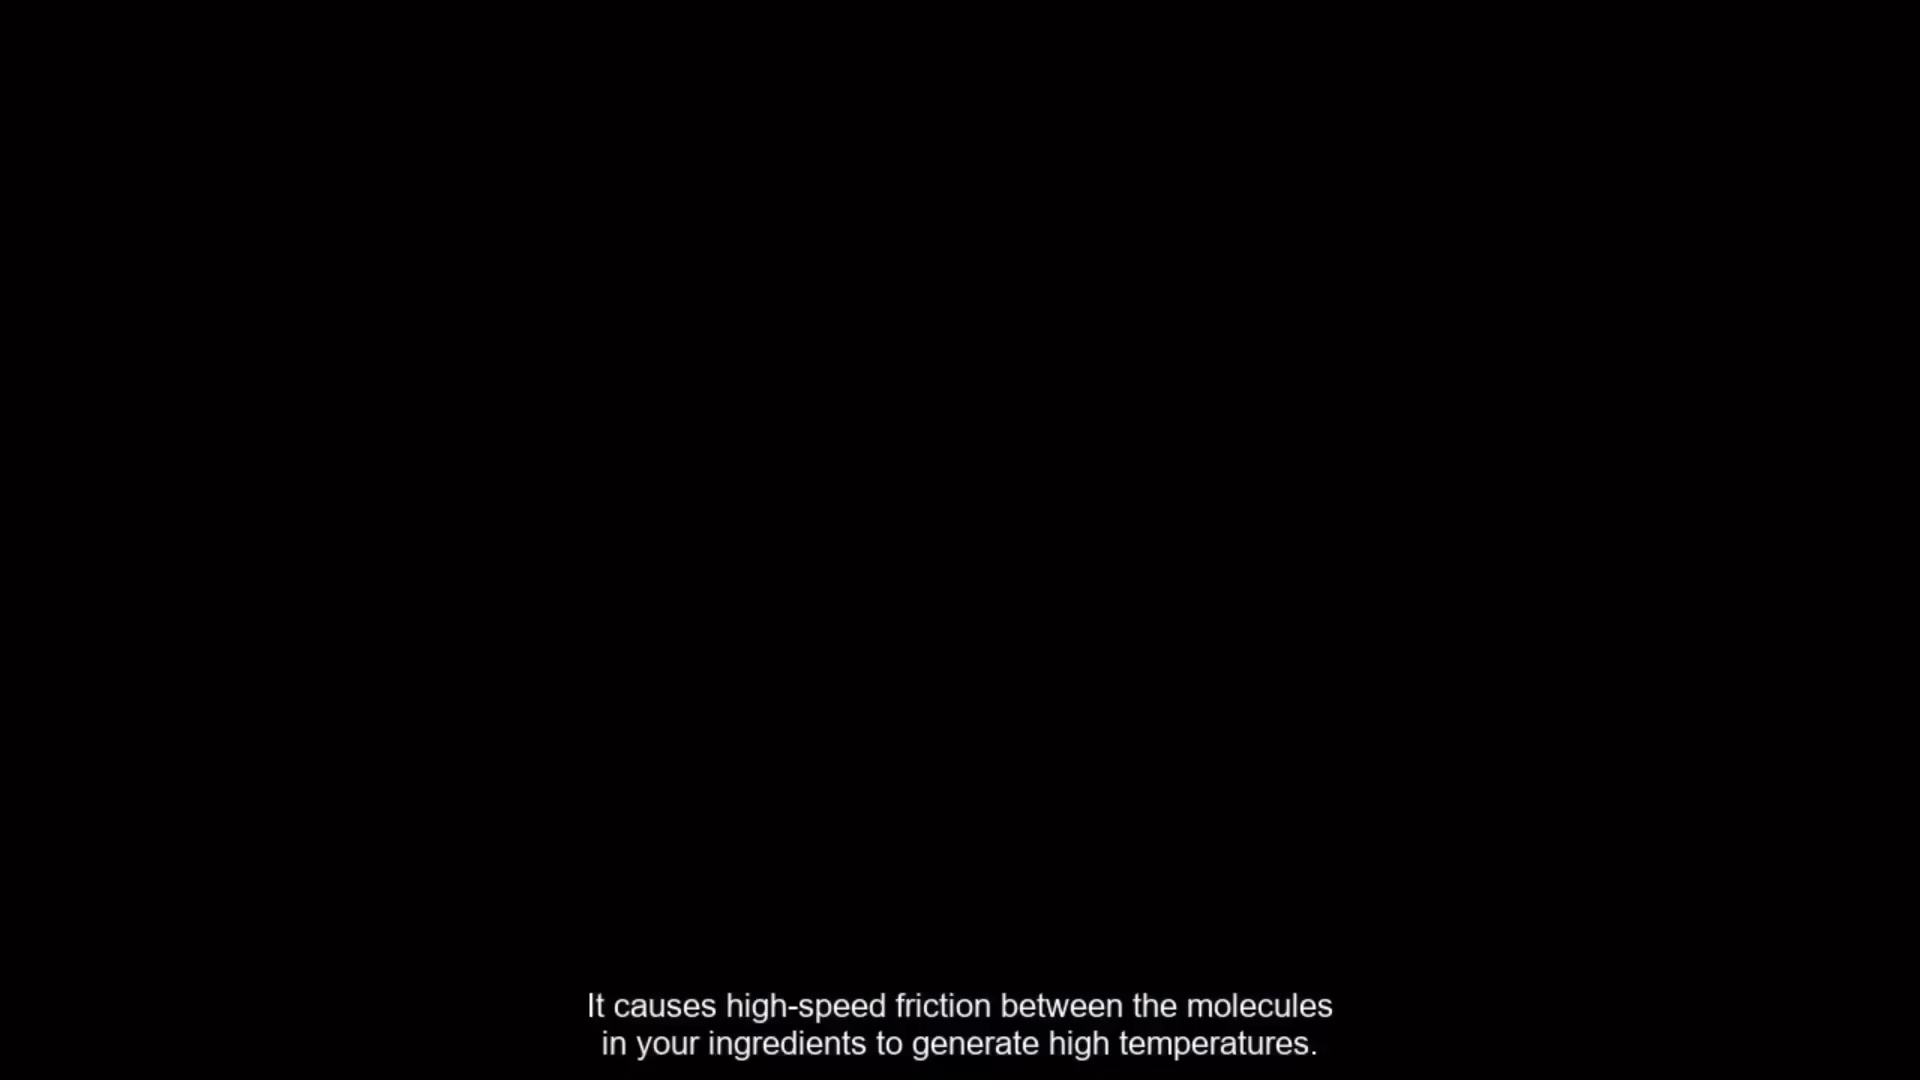 It causes high-speed friction between the molecules
in your ingredients to generate high temperatures.